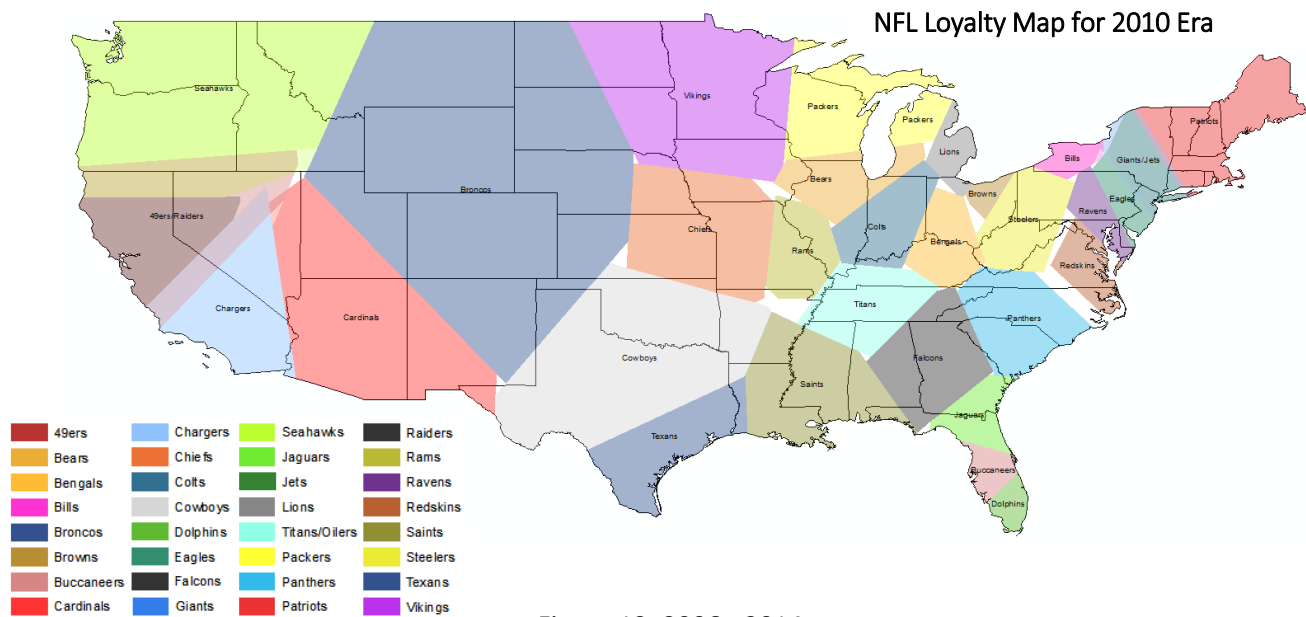 NFL Loyalty Map for 2010 Era
Seahawks
Vikings
Packers
Packers
Patriots
Lions
Bills
Giants/Jets
Broncos
Bears
Browns
Eagles
49ers/Raiders
Chiefs
Rams
Colts
Bengals
Steelers
Ravens
Redskins
Chargers
Cardinals
Titans
Panthers
Cowboys
Falcons
Saints
Jaguars
Texans
Buccaneers
Dolphins
49ers Chargers Seahawks Raiders
Bears Chiefs Jaguars Rams
Bengals Colts Jets Ravens
Bills Cowboys Lions Redskins
Broncos Dolphins Titans/Oilers Saints
Browns Eagles Packers Steelers
Buccaneers Falcons Panthers Texans
Cardinals Giants Patriots Vikings